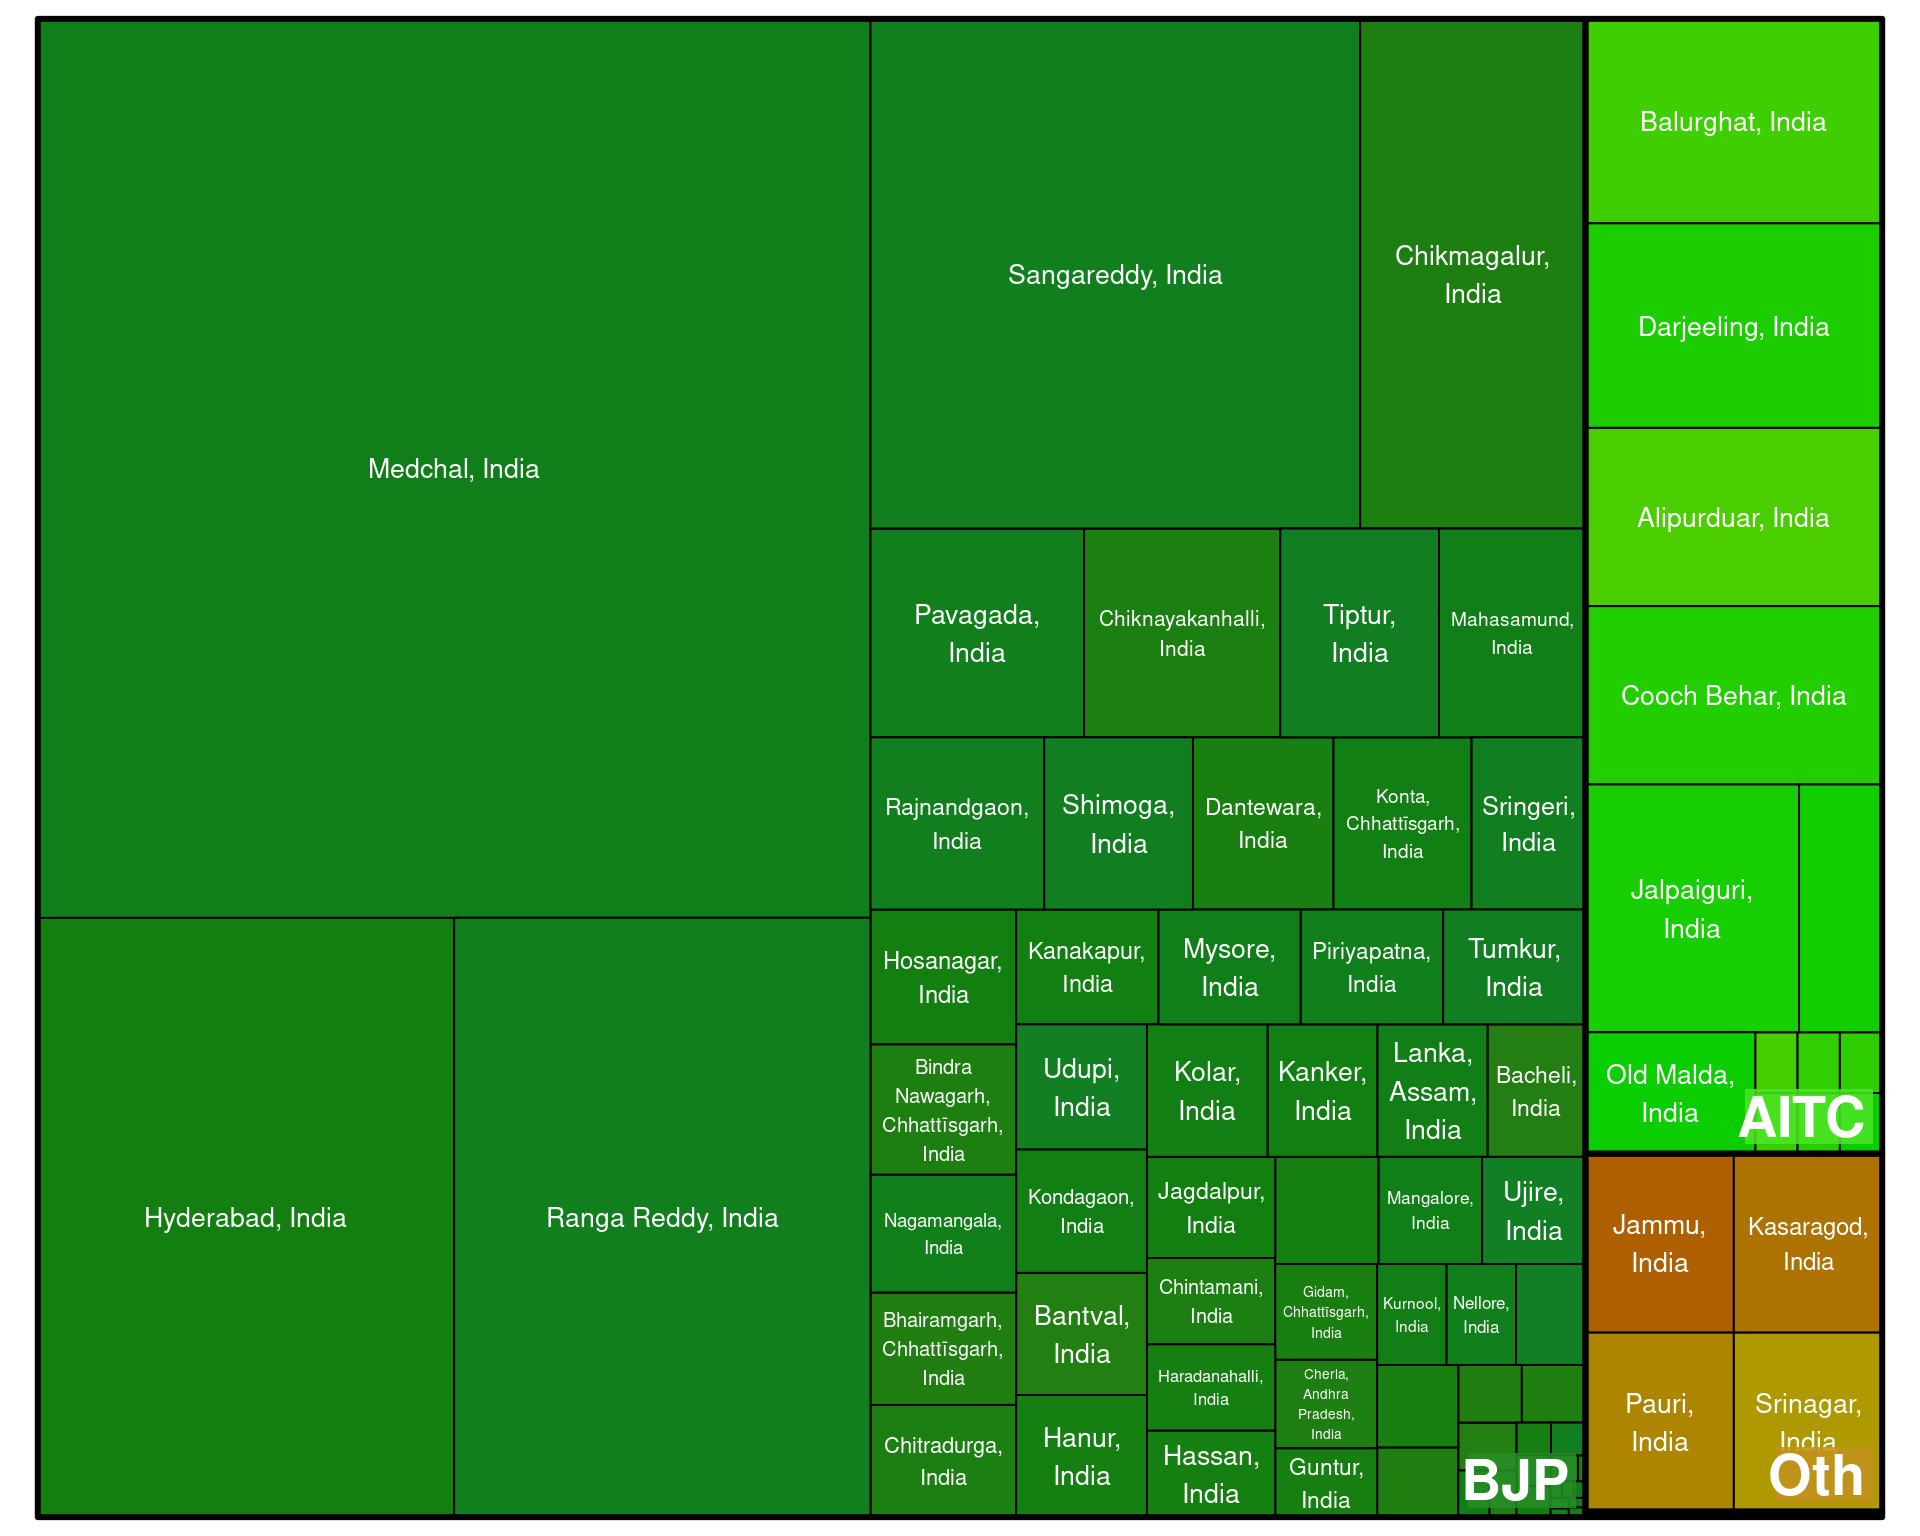 Medchal, India
Sangareddy, India
Chikmagalur,
India
Balurghat, India
Darjeeling, India
Alipurduar, India
Cooch Behar, India
Pavagada,
India
Chiknayakanhalli,
India
Tiptur,
India
Mahasamund,
India
Rajnandgaon,
India
Shimoga,
India
Dantewara,
India
Konta,
Chhattīsgarh,
India
Sringeri,
India
Jalpaiguri,
India
Hyderabad, India
Ranga Reddy, India
Hosanagar,
India
Kanakapur,
India
Mysore,
India
Piriyapatna,
India
Tumkur,
India
Bindra
Nawagarh,
Chhattīsgarh,
India
Udupi,
India
Kolar,
India
Kanker,
India
Lanka,
Assam,
India
Bacheli,
India
Old Malda,
India
AITC
Nagamangala,
India
Kondagaon,
India
Jagdalpur,
India
Mangalore,
India
Ujire,
India
Jammu,
India
Kasaragod,
India
Bhairamgarh,
Chhattīsgarh,
India
Bantval,
India
Chintamani,
India
Gidam,
Chhattīsgarh,
India
Kurnool,
India
Nellore,
India
Haradanahalli,
India
Cherla,
Andhra
Pradesh,
India
Pauri,
India
Srinagar,
India
Chitradurga,
India
Hanur,
India
Hassan,
India
Guntur,
India
BJP
Oth